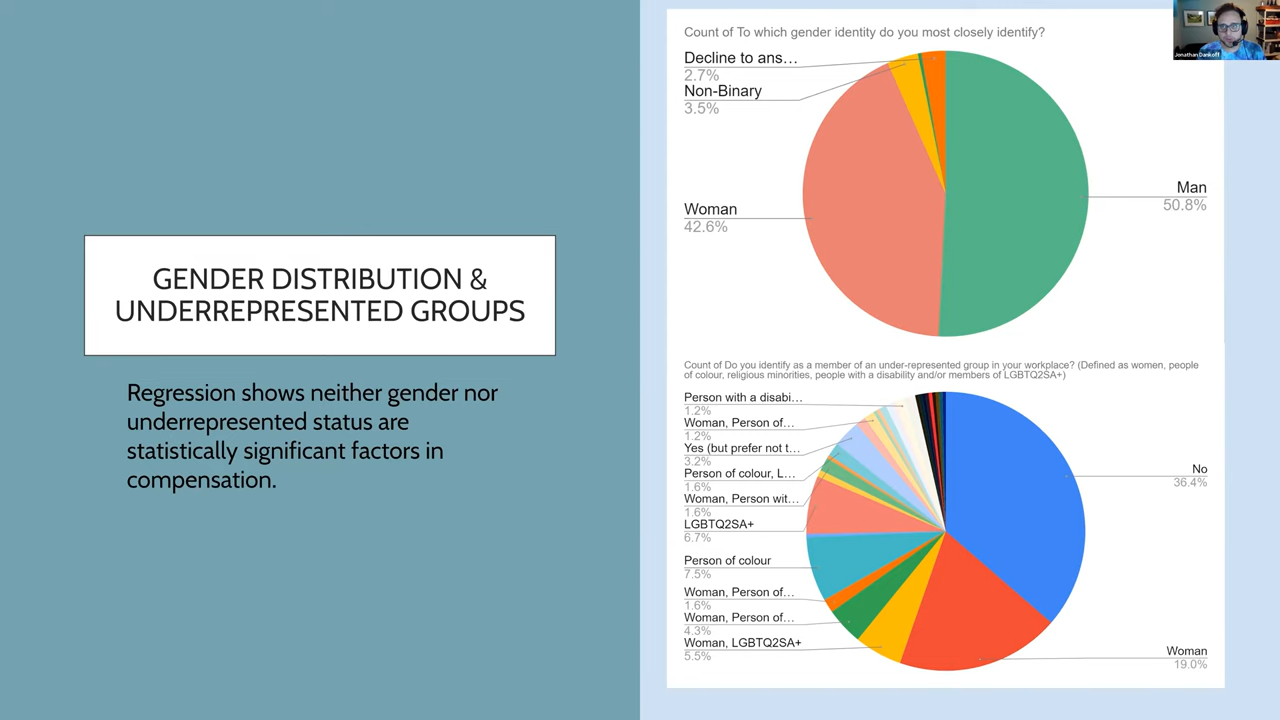 GENDER DISTRIBUTION &
UNDERREPRESENTED GROUPS
Regression shows neither gender nor
underrepresented status are
statistically significant factors in
compensation.
Count of To which gender identity do you most closely identify?
Decline to ans…
2.7%
Non-Binary
3.5%
Woman
42.6%
Man
50.8%
Count of Do you identify as a member of an under-represented group in your workplace? (Defined as women, people
of colour, religious minorities, people with a disability and/or members of LGBTQ2SA+)
Person with a disabi…
1.2%
Woman, Person of…
1.2%
Yes (but prefer not t…
3.2%
Person of colour, L…
1.6%
Woman, Person wit…
1.6%
LGBTQ2SA+
6.7%
Person of colour
7.5%
Woman, Person of…
1.6%
Woman, Person of…
4.3%
Woman, LGBTQ2SA+
5.5%
No
36.4%
Woman
19.0%
Jonathan Dankoff